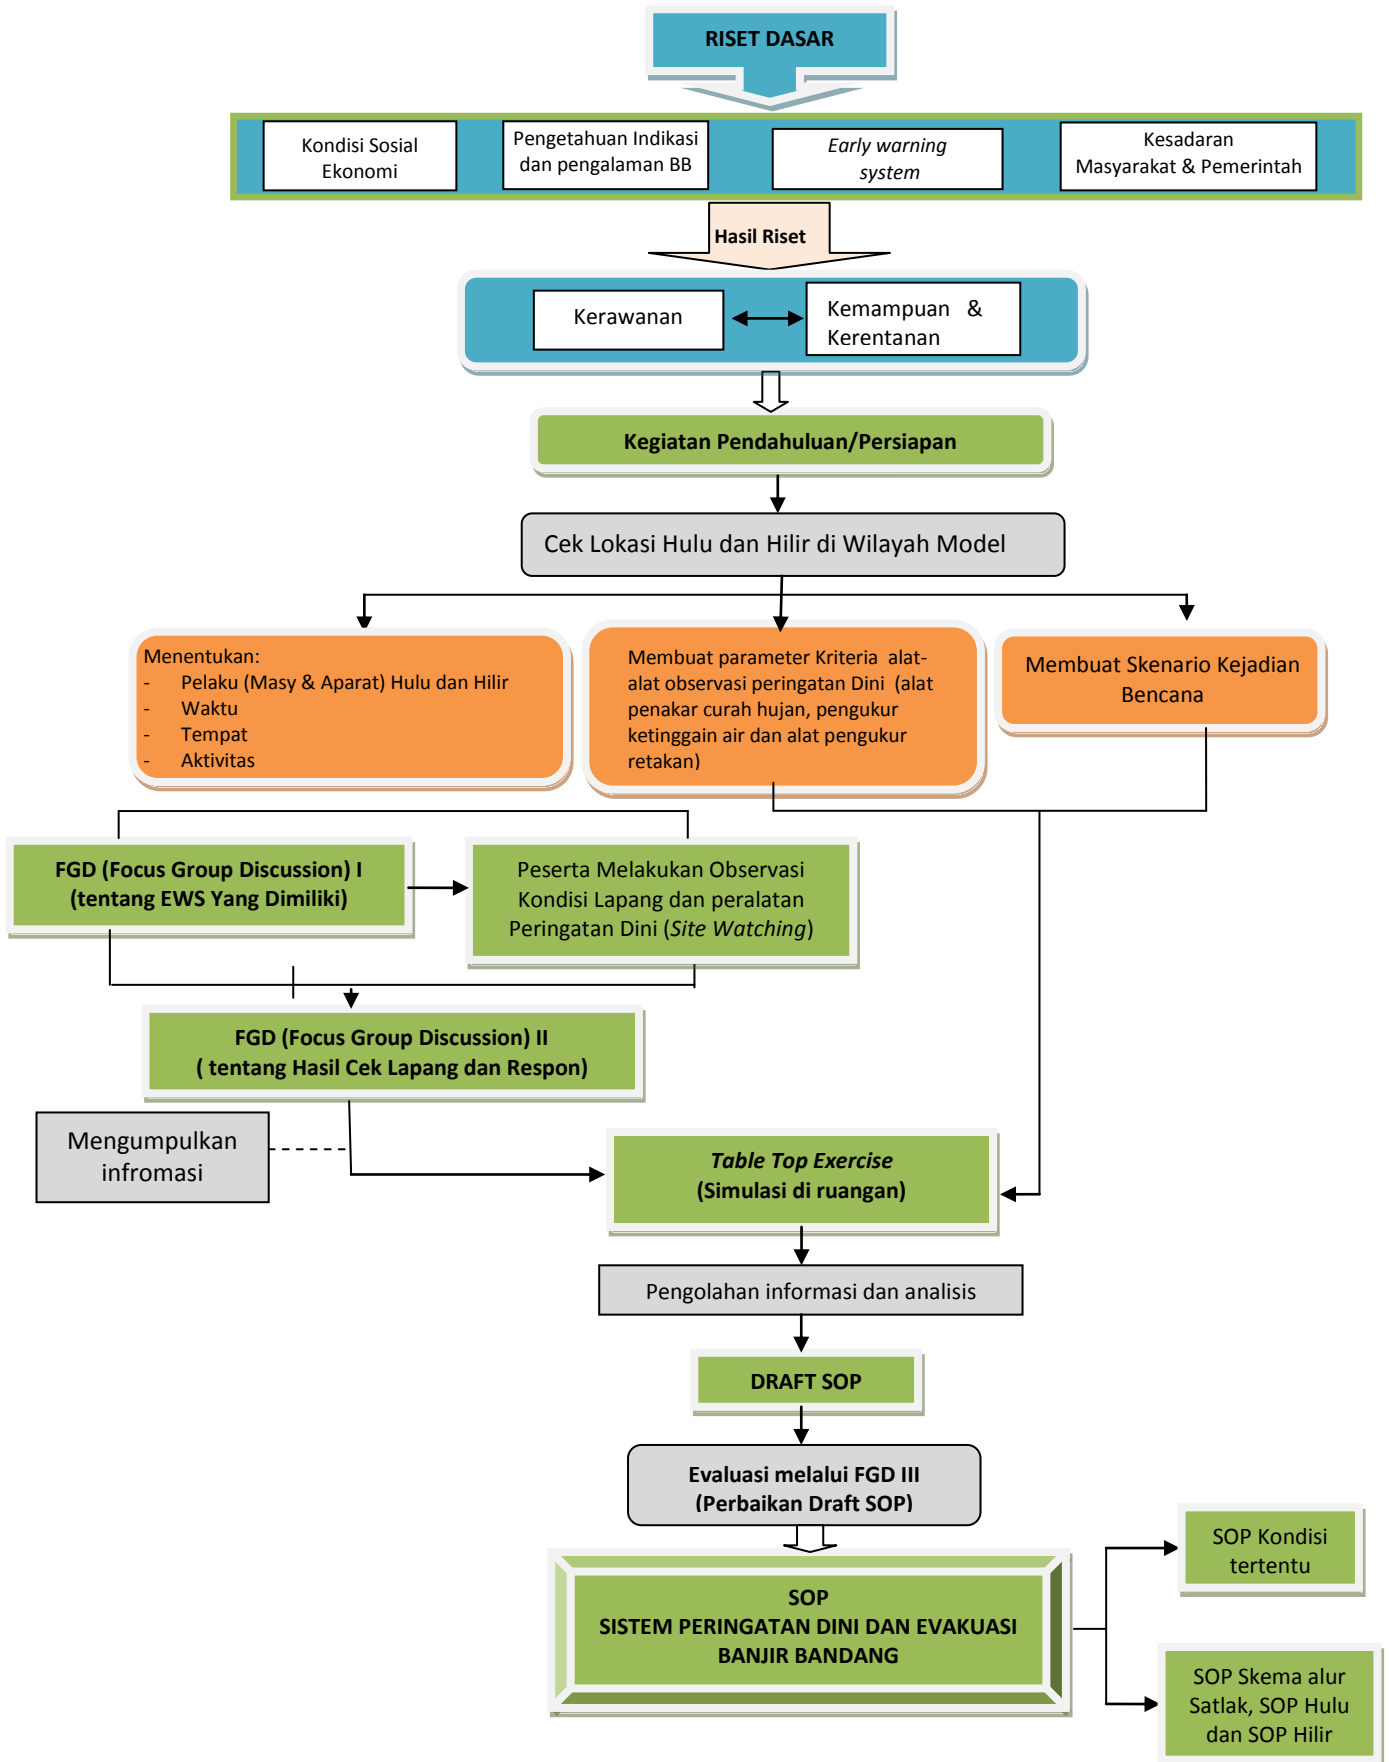 RISET DASAR
Kondisi Sosial
Ekonomi
Pengetahuan Indikasi
dan pengalaman BB
Early warning
system
Kesadaran
Masyarakat & Pemerintah
Hasil Riset
Kerawanan
Kemampuan &
Kerentanan
Kegiatan Pendahuluan/Persiapan
Cek Lokasi Hulu dan Hilir di Wilayah Model
Menentukan:
- Pelaku (Masy & Aparat) Hulu dan Hilir
- Waktu
- Tempat
- Aktivitas
Membuat parameter Kriteria alat-
alat observasi peringatan Dini (alat
penakar curah hujan, pengukur
ketinggain air dan alat pengukur
retakan)
Membuat Skenario Kejadian
Bencana
FGD (Focus Group Discussion) I
(tentang EWS Yang Dimiliki)
Peserta Melakukan Observasi
Kondisi Lapang dan peralatan
Peringatan Dini (Site Watching)
FGD (Focus Group Discussion) II
( tentang Hasil Cek Lapang dan Respon)
Mengumpulkan
infromasi
Table Top Exercise
(Simulasi di ruangan)
Pengolahan informasi dan analisis
DRAFT SOP
Evaluasi melalui FGD III
(Perbaikan Draft SOP)
SOP
SISTEM PERINGATAN DINI DAN EVAKUASI
BANJIR BANDANG
SOP Kondisi
tertentu
SOP Skema alur
Satlak, SOP Hulu
dan SOP Hilir